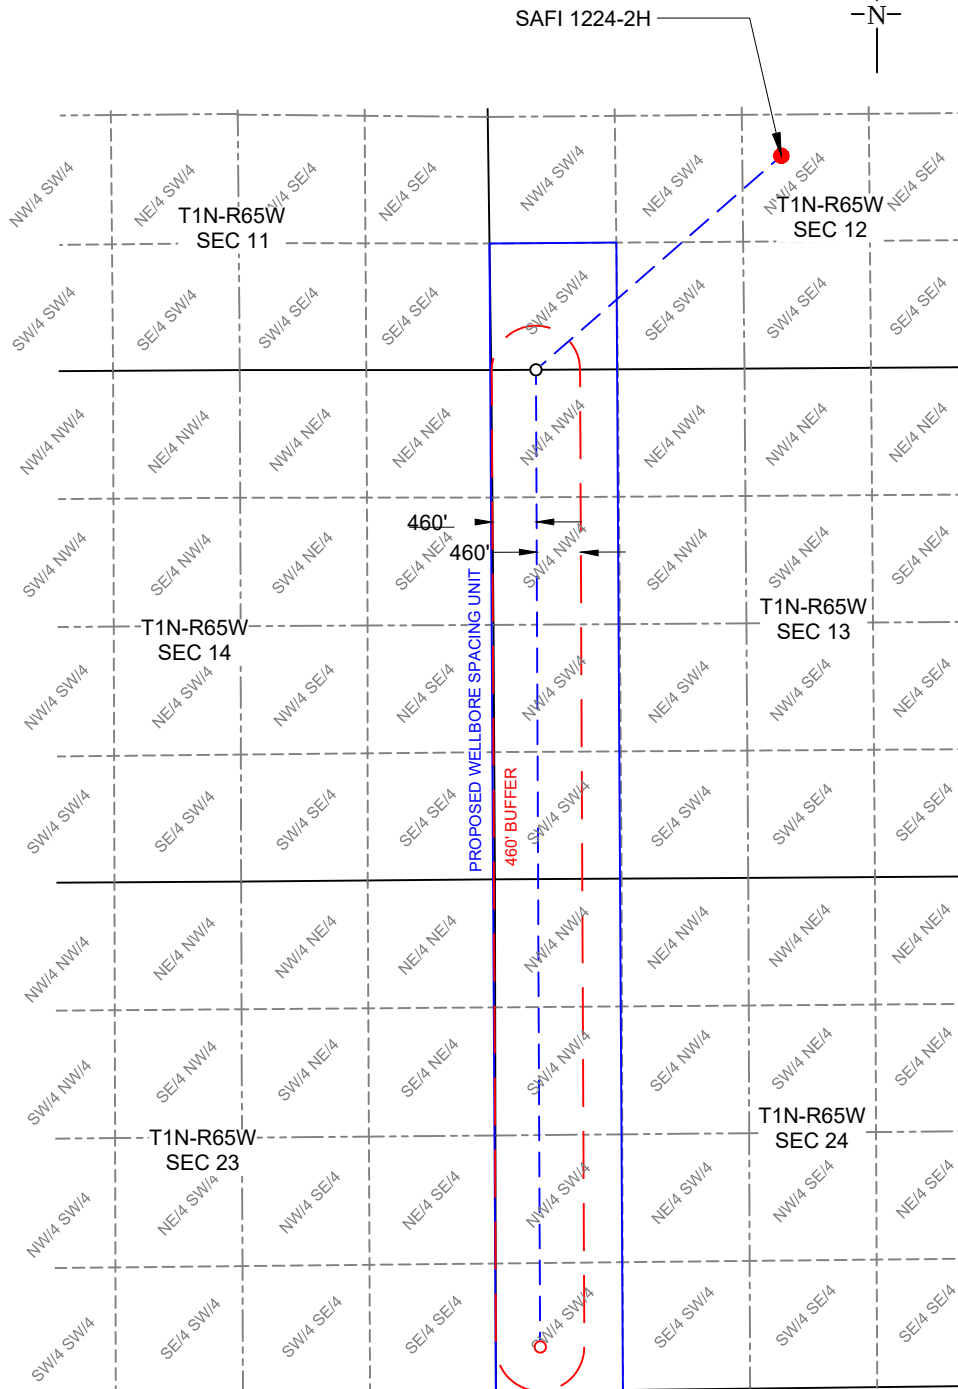 SAFI 1224-2H
-N-
NW/4 SW/4
NE/4 SW/4
NW/4 SE/4
NE/4 SE/4
NW/4 SW/4
NE/4 SW/4
NW/4 SE/4
NE/4 SE/4
T1N-R65W
SEC 11
T1N-R65W
SEC 12
SW/4 SW/4
SE/4 SW/4
SW/4 SE/4
SE/4 SE/4
SW/4 SW/4
SE/4 SW/4
SW/4 SE/4
SE/4 SE/4
NW/4 NW/4
NE/4 NW/4
NW/4 NE/4
NE/4 NE/4
NW/4 NW/4
NE/4 NW/4
NW/4 NE/4
NE/4 NE/4
460'
460'
SW/4 NW/4
SE/4 NW/4
SW/4 NE/4
SE/4 NE/4
SW/4 NW/4
SE/4 NW/4
SW/4 NE/4
SE/4 NE/4
T1N-R65W
SEC 14
T1N-R65W
SEC 13
PROPOSED WELLBORE SPACING UNIT
460' BUFFER
NW/4 SW/4
NE/4 SW/4
NW/4 SE/4
NE/4 SE/4
NW/4 SW/4
NE/4 SW/4
NW/4 SE/4
NE/4 SE/4
SW/4 SW/4
SE/4 SW/4
SW/4 SE/4
SE/4 SE/4
SW/4 SW/4
SE/4 SW/4
SW/4 SE/4
SE/4 SE/4
NW/4 NW/4
NE/4 NW/4
NW/4 NE/4
NE/4 NE/4
NW/4 NW/4
NE/4 NW/4
NW/4 NE/4
NE/4 NE/4
SW/4 NW/4
SE/4 NW/4
SW/4 NE/4
SE/4 NE/4
SW/4 NW/4
SE/4 NW/4
SW/4 NE/4
SE/4 NE/4
T1N-R65W
SEC 23
T1N-R65W
SEC 24
NW/4 SW/4
NE/4 SW/4
NW/4 SE/4
NE/4 SE/4
NW/4 SW/4
NE/4 SW/4
NW/4 SE/4
NE/4 SE/4
SW/4 SW/4
SE/4 SW/4
SW/4 SE/4
SE/4 SE/4
SW/4 SW/4
SE/4 SW/4
SW/4 SE/4
SE/4 SE/4